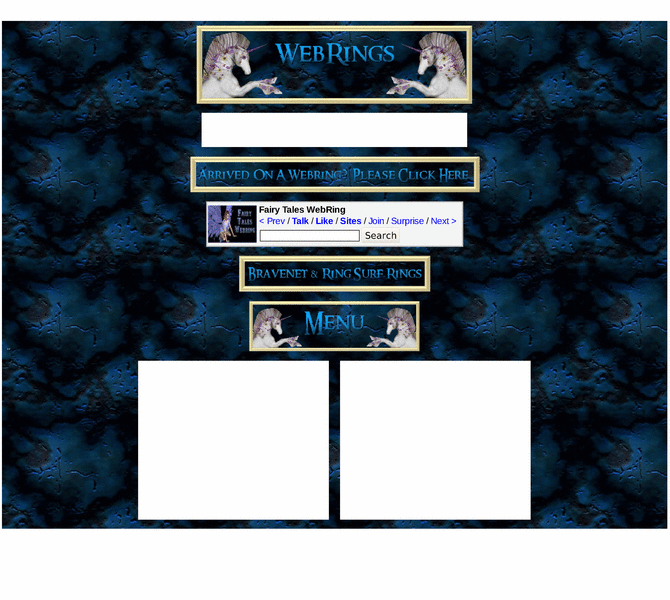 WebRings
Arrived On A Webring? Please Click Here
Fairy Tales WebRing
Fairy
Tales
Webring
< Prev / Talk / Like / Sites / Join / Surprise / Next >
Search
Bravenet & Ring Surf Rings
Menu